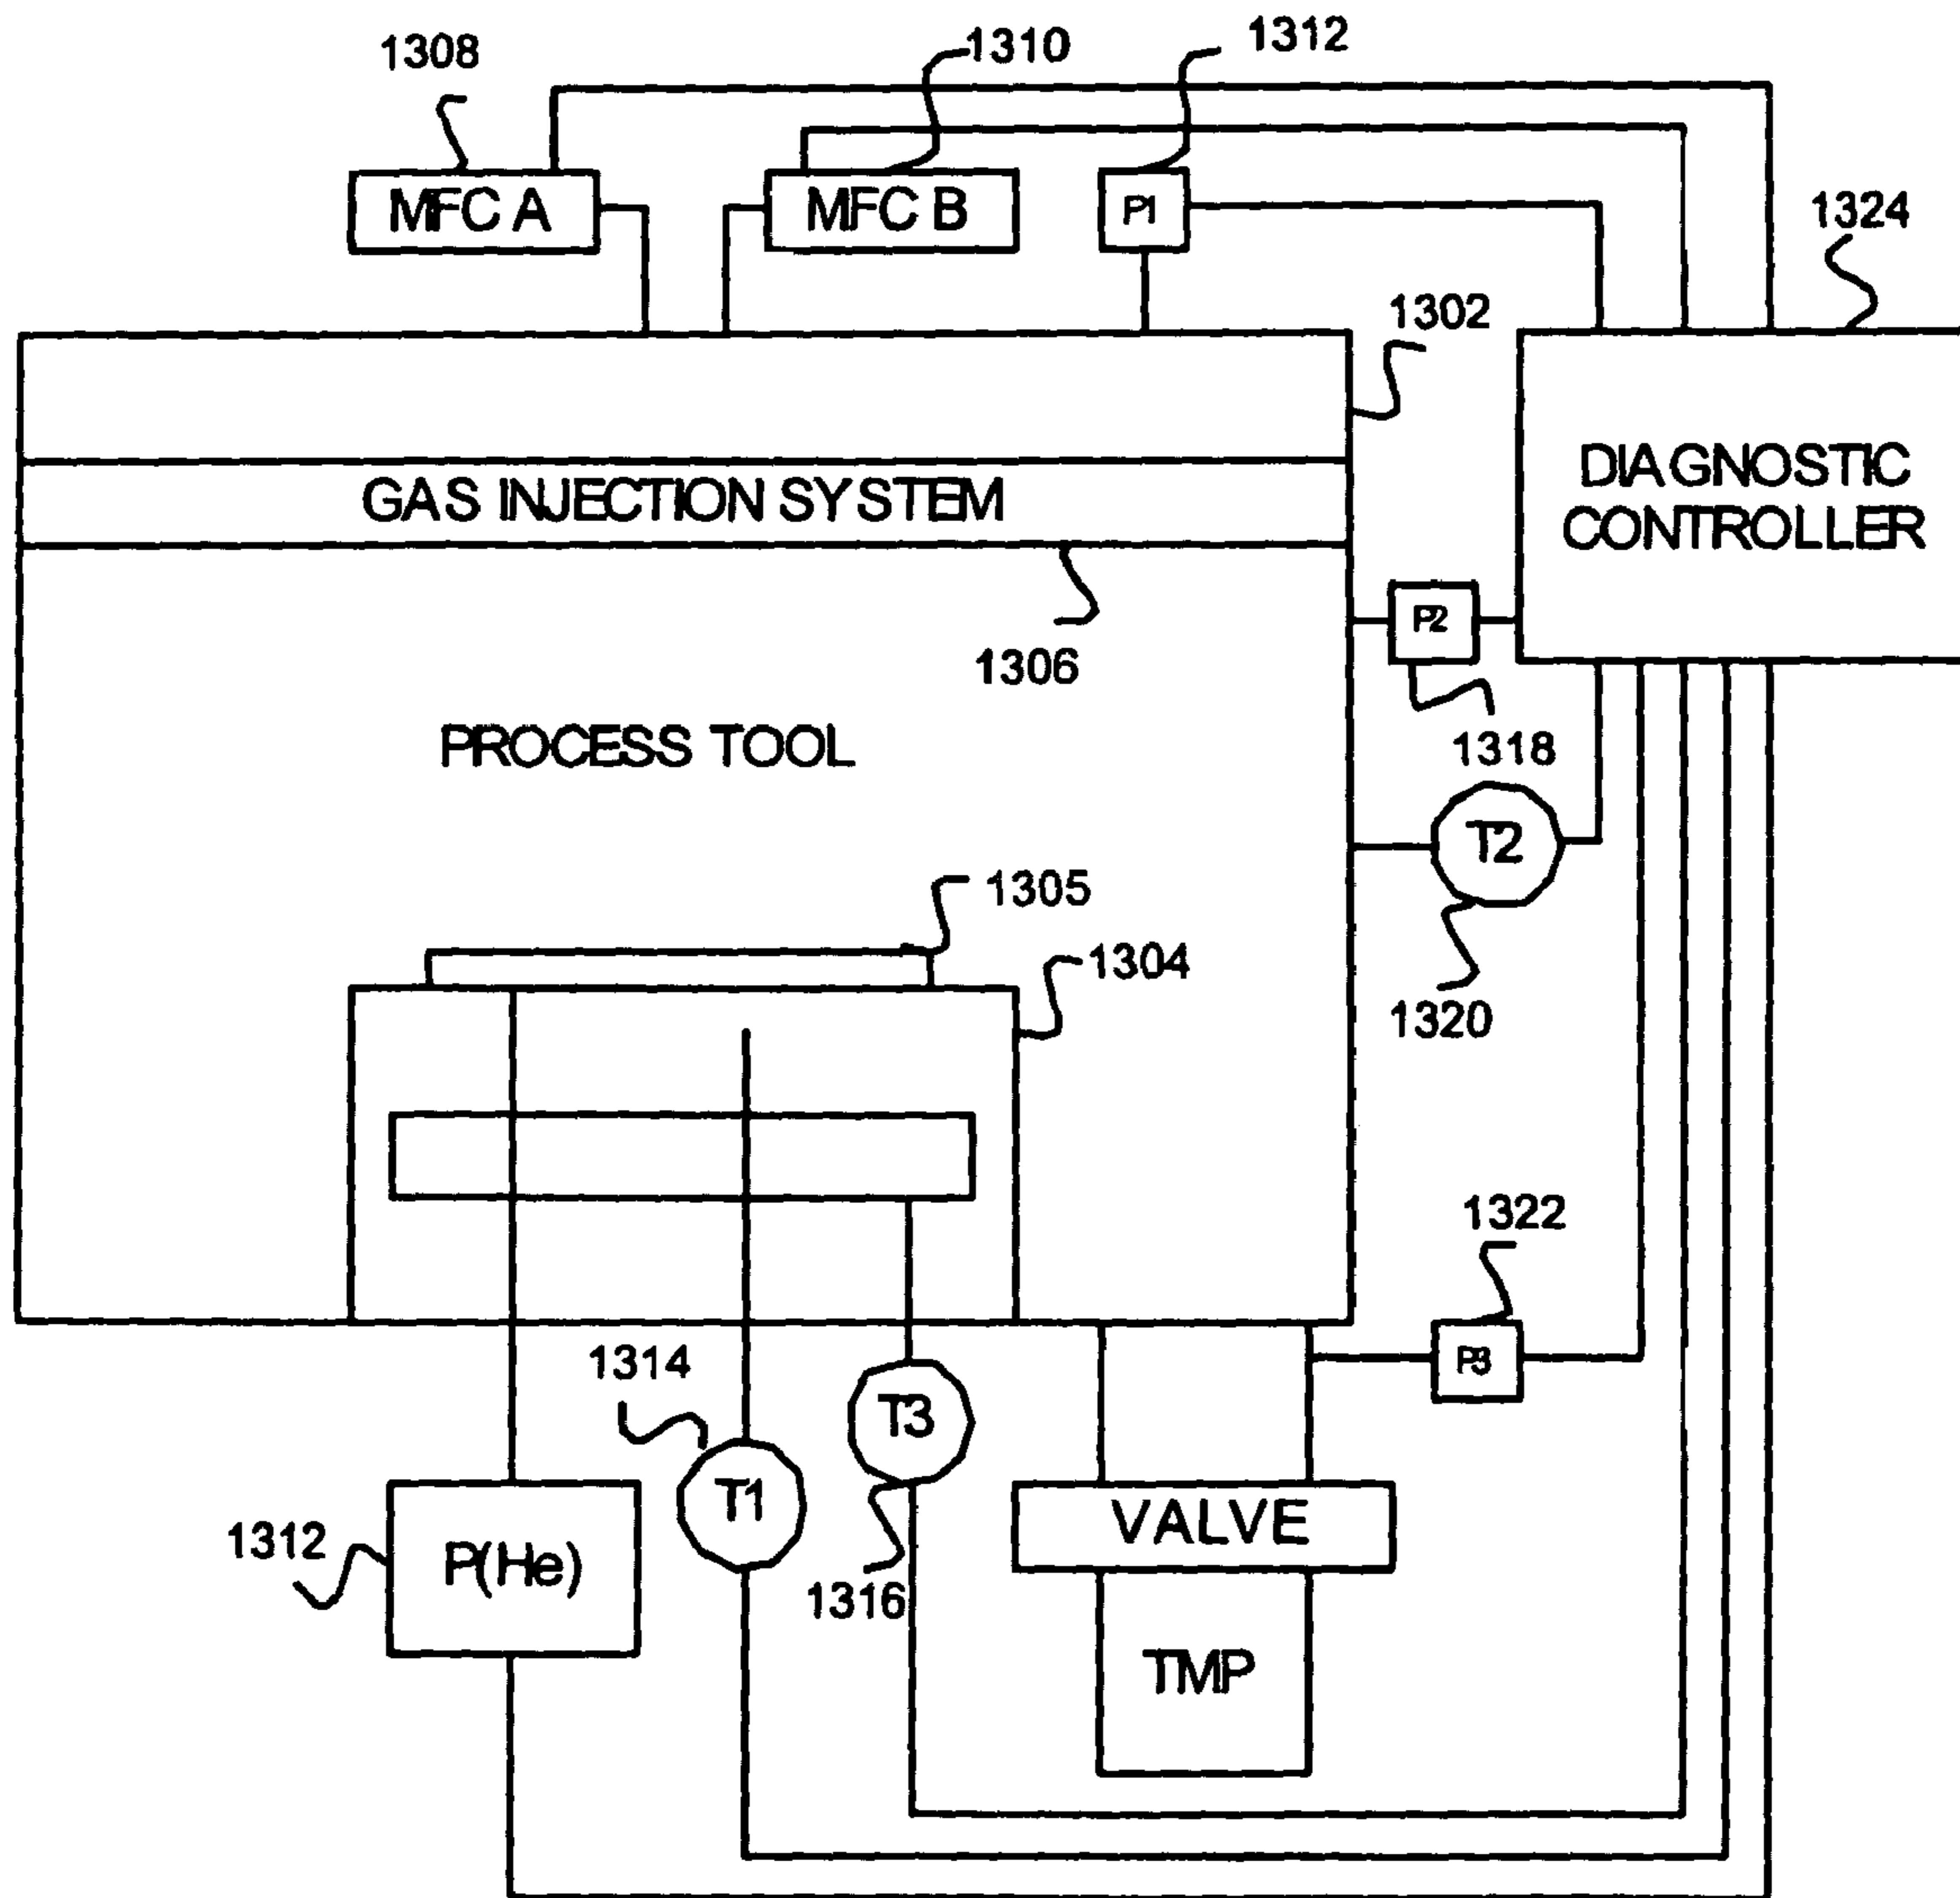 1308
1310
1312
MFC A
MFC B
P1
1324
1302
GAS INJECTION SYSTEM
DIAGNOSTIC
CONTROLLER
P2
1306
1318
PROCESS TOOL
T2
1305
1304
1320
1322
1314
T3
P3
T1
VALVE
1312
P(He)
1316
TMP